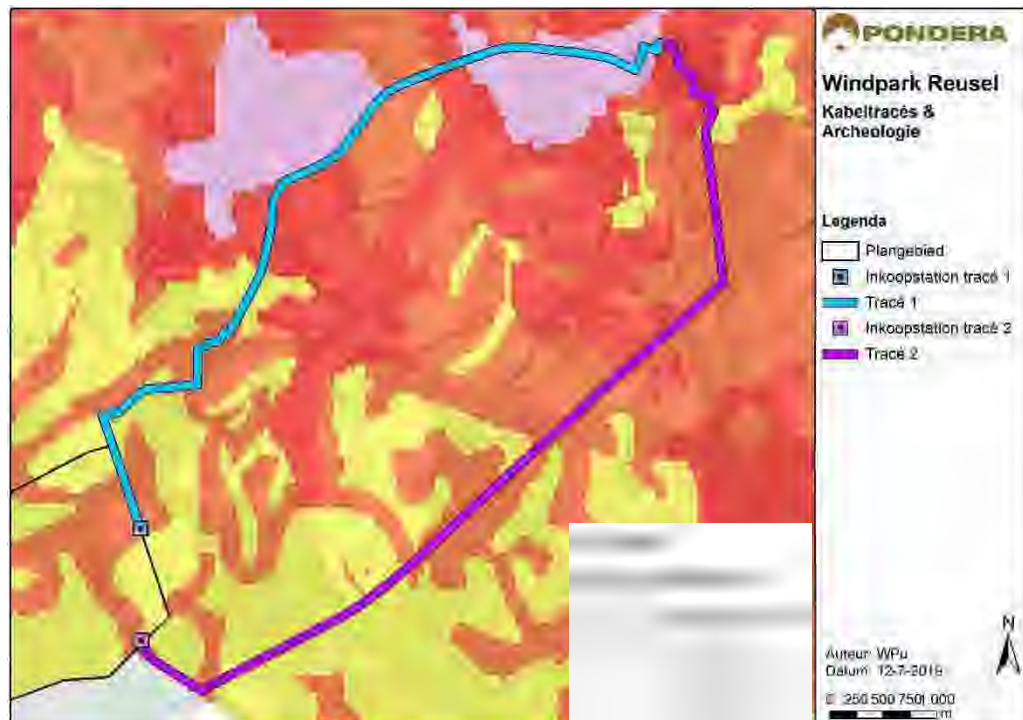 PONDERA
Windpark Reusel
Kabeltracés &
Archeologie
Legenda
Plangebied
Inkoopstation tracé 1
Tracé 1
Inkoopstation tracé 2
Tracé 2
N
Auteur: WPu
Datum: 12-7-2019
0 250 500 750 1 000
m